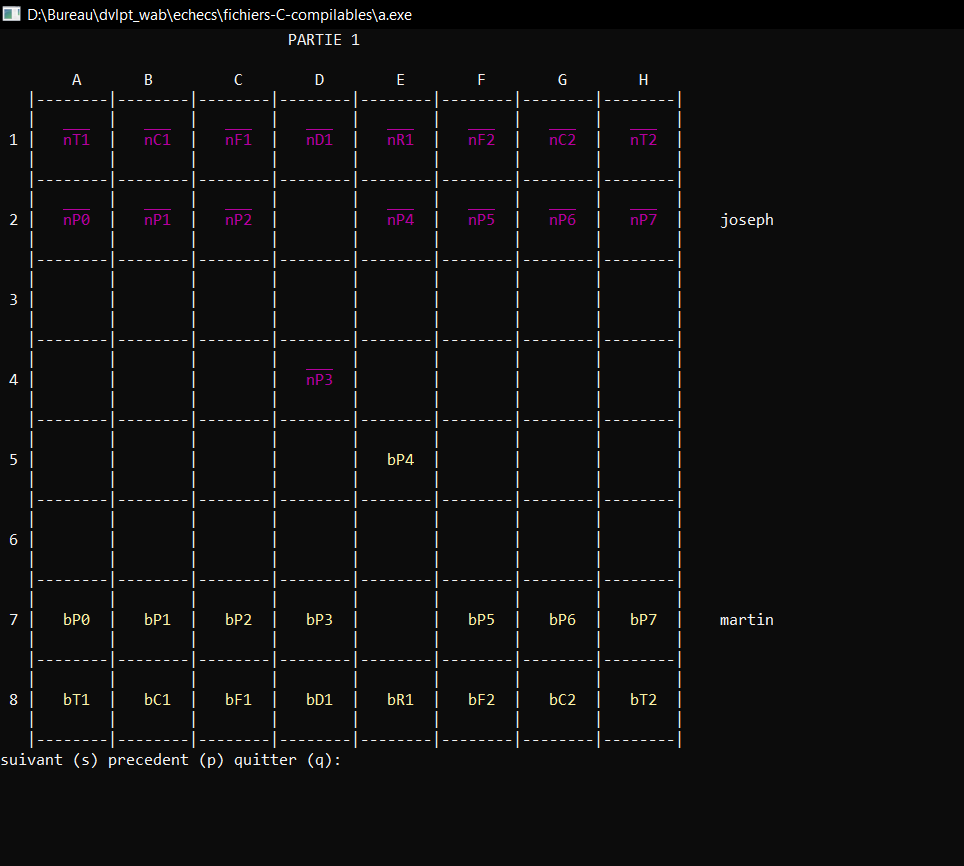 D:\Bureau\dvlpt_wab\echecs\fichiers-C-compilables\a.exe
PARTIE 1
A B C D E F G H
|--------|--------|--------|--------|--------|--------|--------|--------|
1 | nT1 | nC1 | nF1 | nD1 | nR1 | nF2 | nC2 | nT2 |
|--------|--------|--------|--------|--------|--------|--------|--------|
2 | nP0 | nP1 | nP2 | | nP4 | nP5 | nP6 | nP7 | joseph
|--------|--------|--------|--------|--------|--------|--------|--------|
3 | | | | | | | | |
|--------|--------|--------|--------|--------|--------|--------|--------|
4 | | | | nP3 | | | | |
|--------|--------|--------|--------|--------|--------|--------|--------|
5 | | | | | bP4 | | | |
|--------|--------|--------|--------|--------|--------|--------|--------|
6 | | | | | | | | |
|--------|--------|--------|--------|--------|--------|--------|--------|
7 | bP0 | bP1 | bP2 | bP3 | | bP5 | bP6 | bP7 | martin
|--------|--------|--------|--------|--------|--------|--------|--------|
8 | bT1 | bC1 | bF1 | bD1 | bR1 | bF2 | bC2 | bT2 |
|--------|--------|--------|--------|--------|--------|--------|--------|
suivant (s) precedent (p) quitter (q):